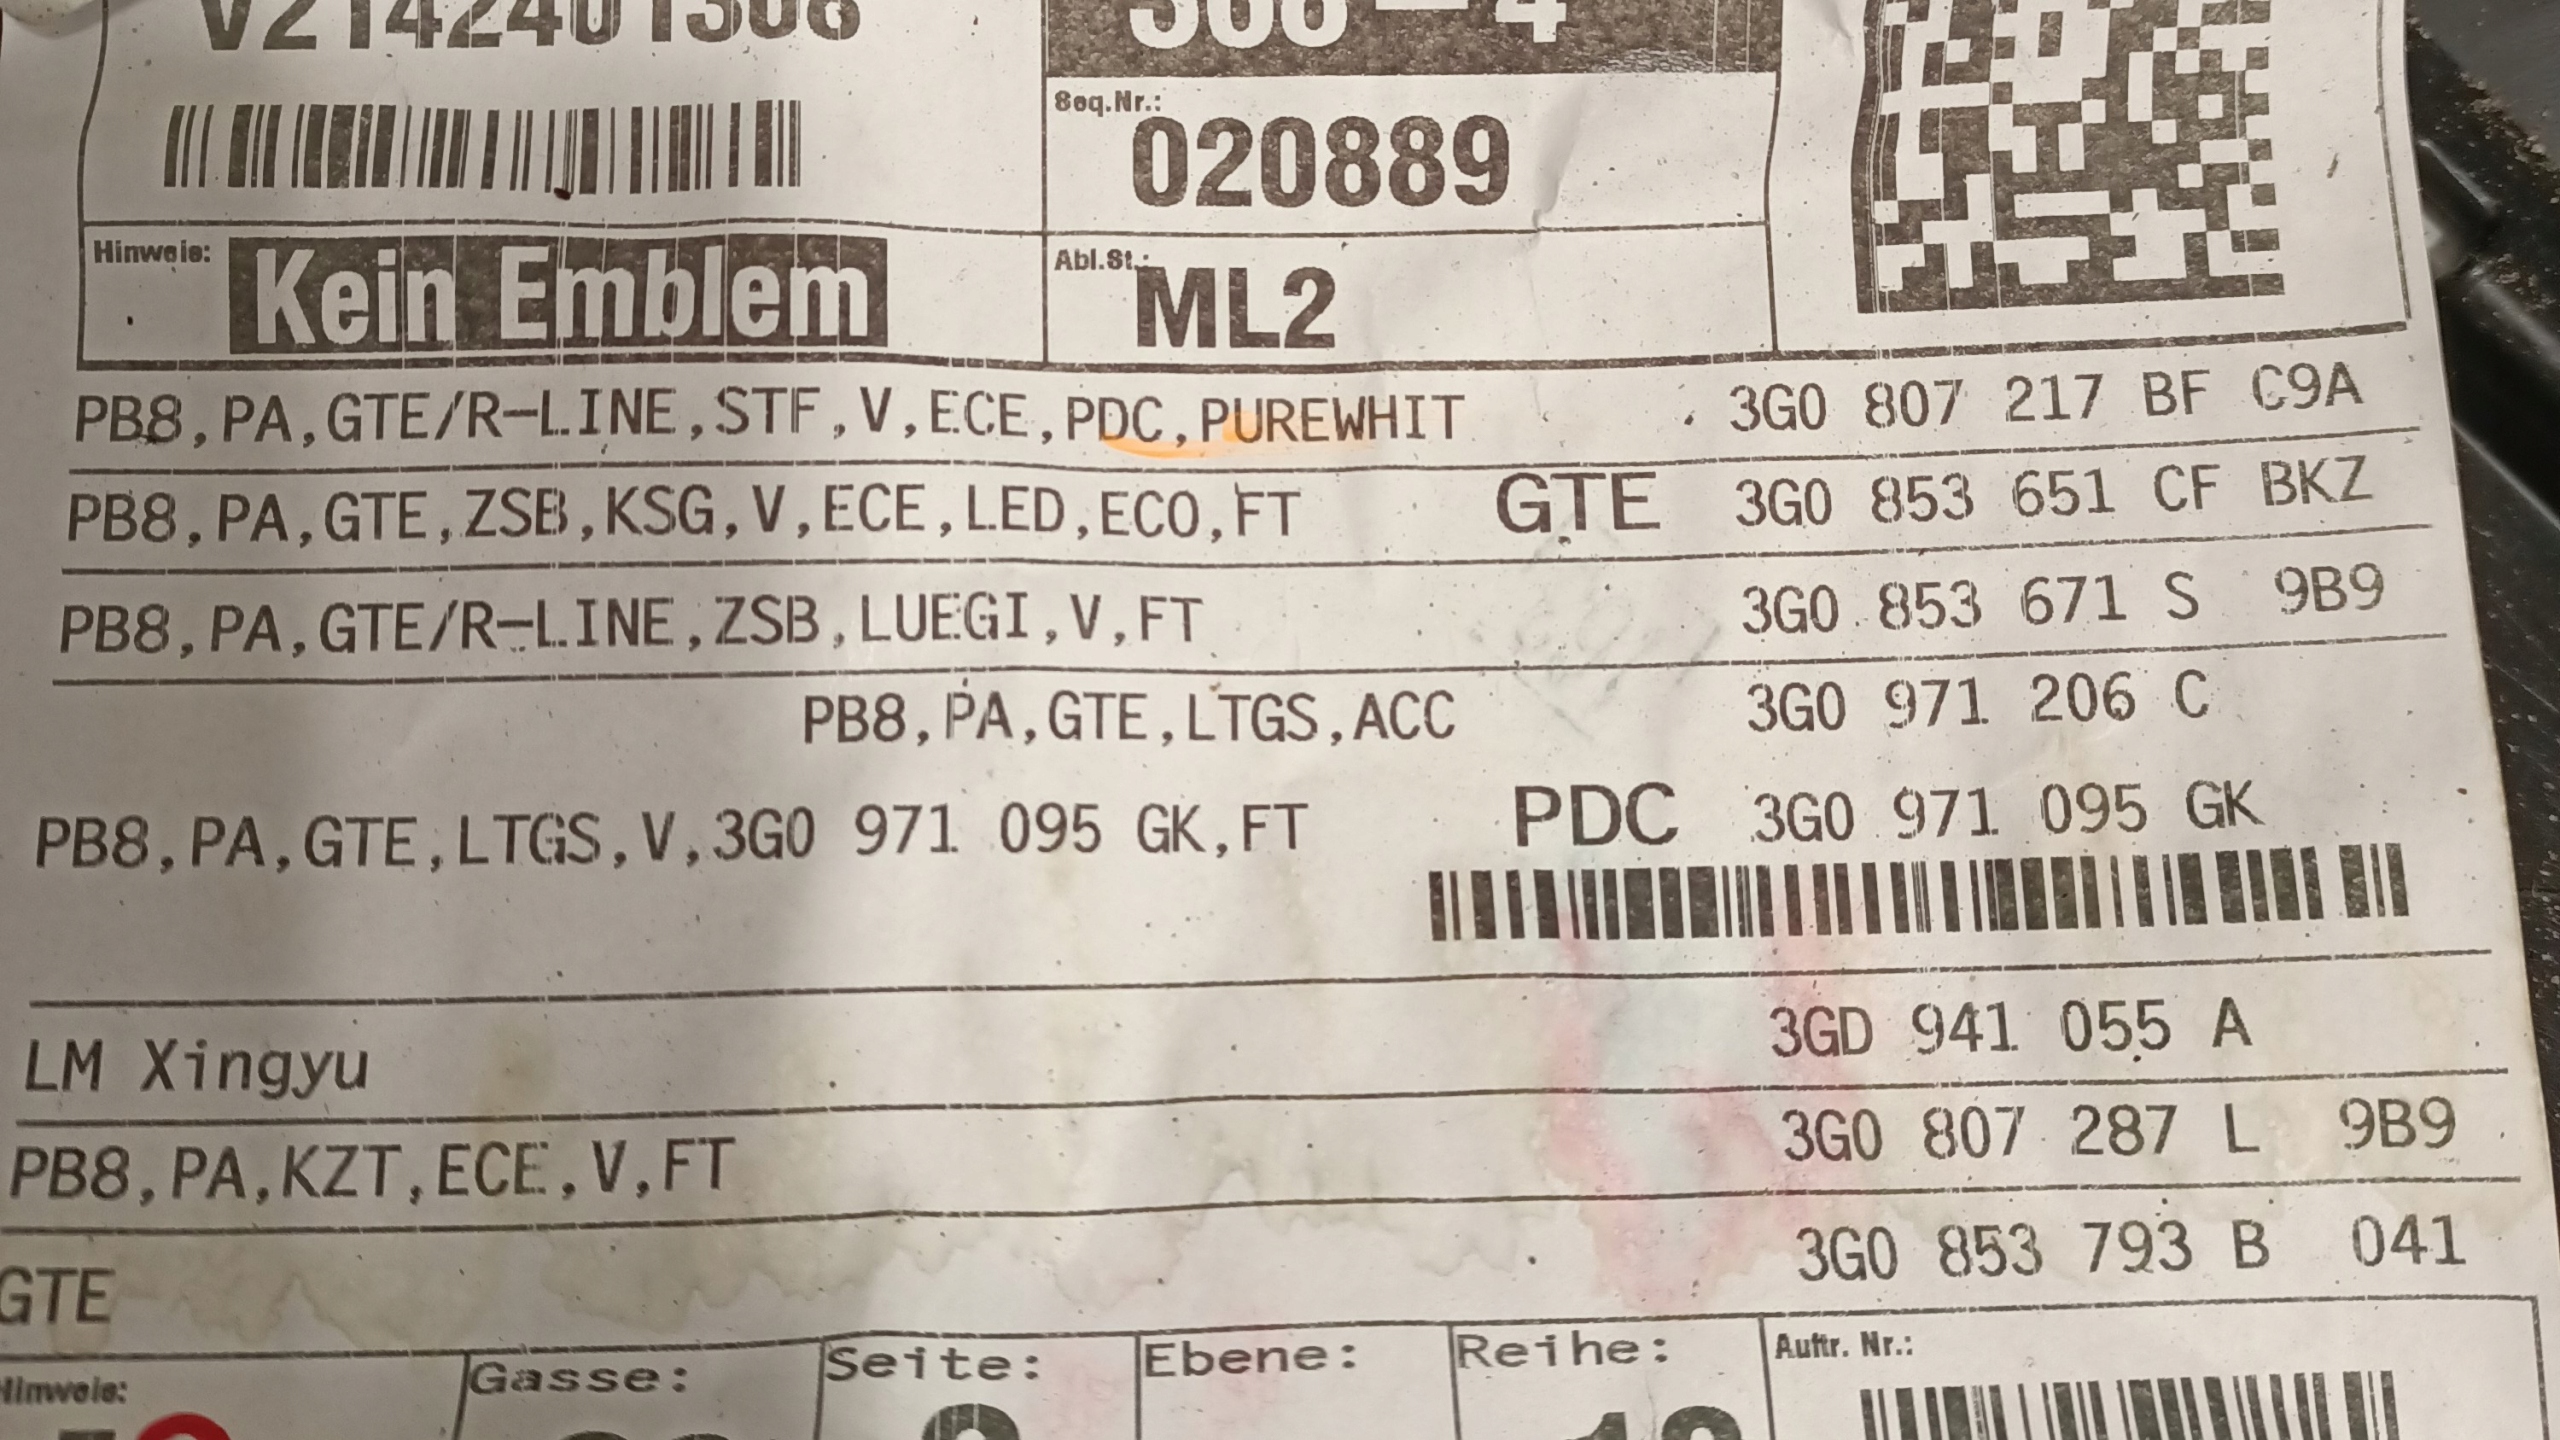 V2142401308
Seq.Nr.:
020889
Hinweis:
Kein Emblem
Abl.St.:
ML2
PB8,PA,GTE/R-LINE,STF,V,ECE,PDC,PUREWHIT 3G0 807 217 BF C9A
PB8,PA,GTE,ZSB,KSG,V,ECE,LED,ECO,FT GTE 3G0 853 651 CF BKZ
PB8,PA,GTE/R-LINE,ZSB,LUEGI,V,FT 3G0 853 671 S 9B9
PB8,PA,GTE,LTGS,ACC 3G0 971 206 C
PB8,PA,GTE,LTGS,V,3G0 971 095 GK,FT PDC 3G0 971 095 GK
LM Xingyu 3GD 941 055 A
PB8,PA,KZT,ECE,V,FT 3G0 807 287 L 9B9
GTE 3G0 853 793 B 041
Hinweis: Gasse: Seite: Ebene: Reihe: Auftr. Nr.: